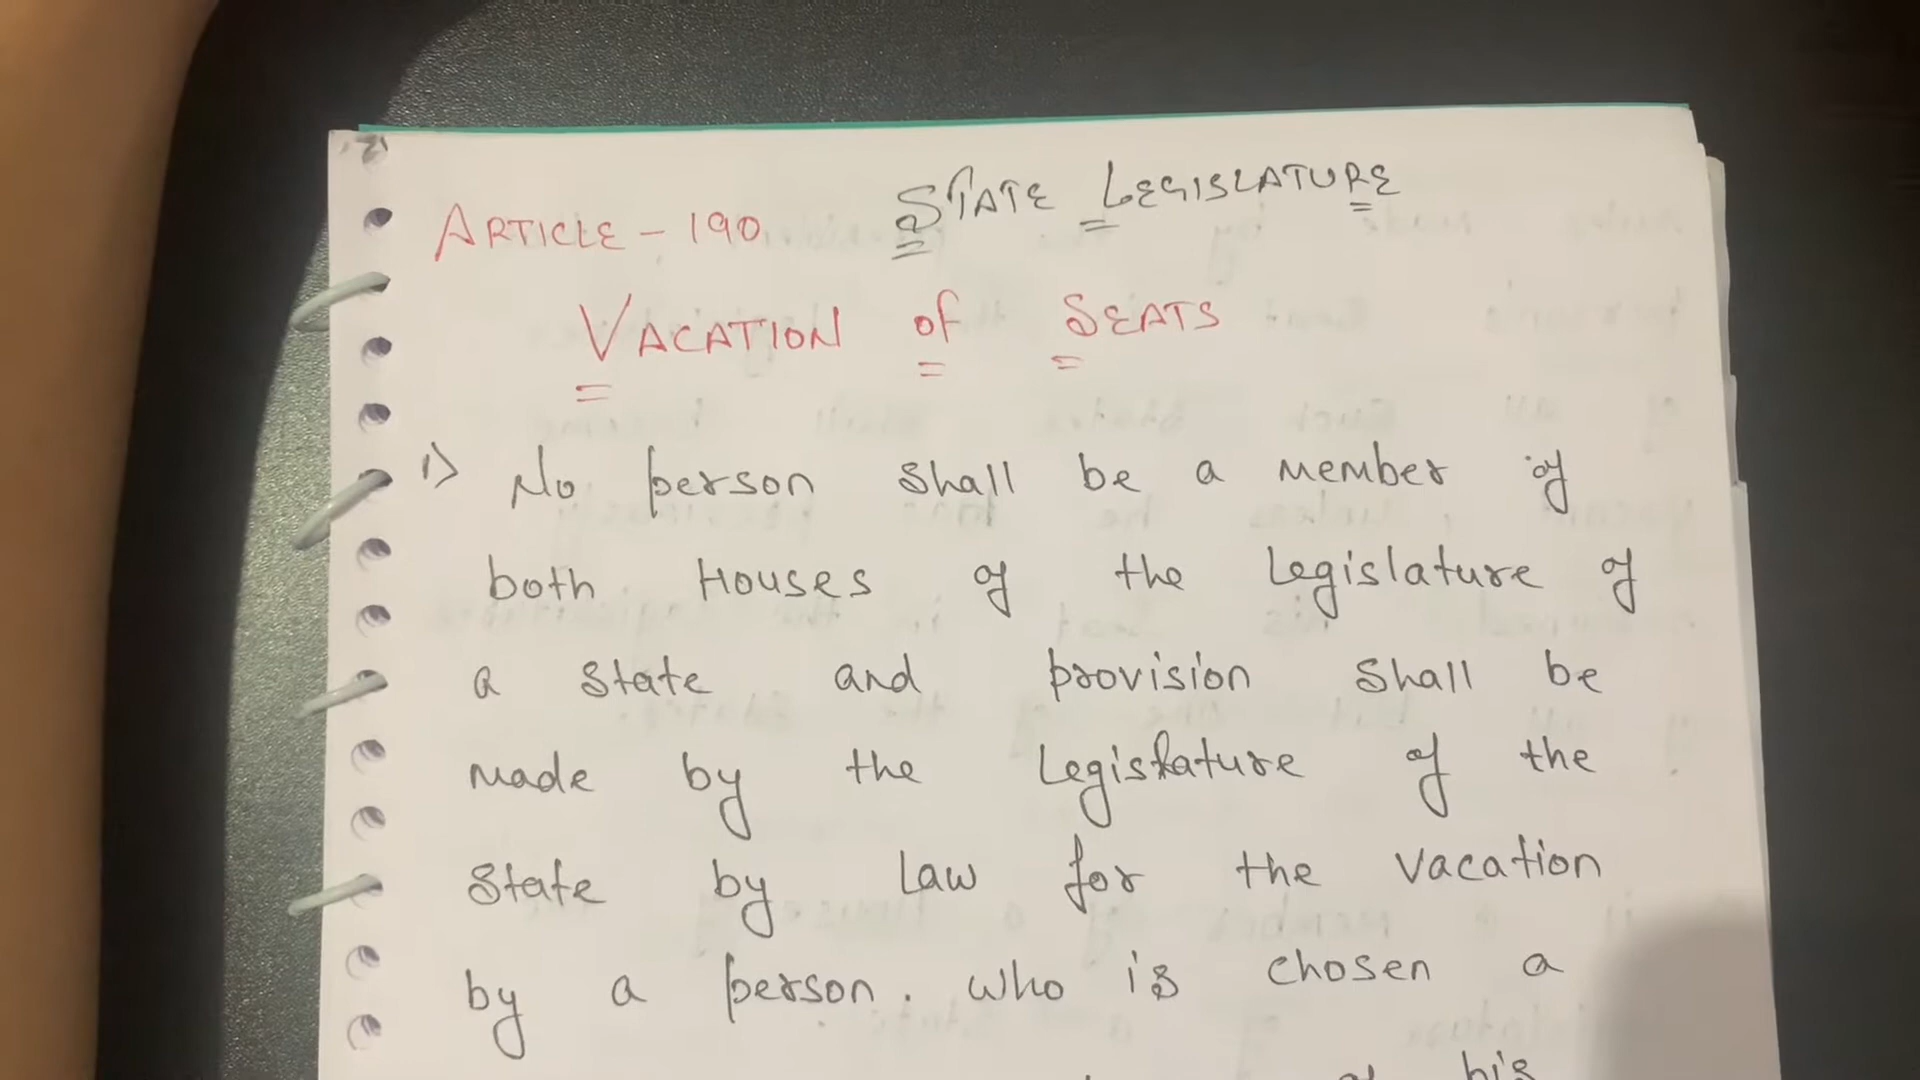 STATE LEGISLATURE
ARTICLE - 190
VACATION of SEATS
1) No person shall be a member of
both Houses of the Legislature of
a State and provision shall be
made by the Legislature of the
State by Law for the vacation
by a person. who is chosen a
his